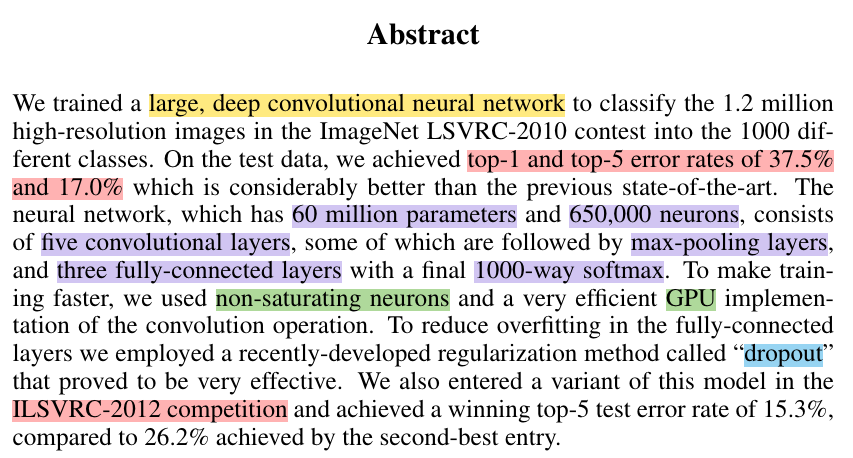 Abstract
We trained a large, deep convolutional neural network to classify the 1.2 million
high-resolution images in the ImageNet LSVRC-2010 contest into the 1000 dif-
ferent classes. On the test data, we achieved top-1 and top-5 error rates of 37.5%
and 17.0% which is considerably better than the previous state-of-the-art. The
neural network, which has 60 million parameters and 650,000 neurons, consists
of five convolutional layers, some of which are followed by max-pooling layers,
and three fully-connected layers with a final 1000-way softmax. To make train-
ing faster, we used non-saturating neurons and a very efficient GPU implemen-
tation of the convolution operation. To reduce overfitting in the fully-connected
layers we employed a recently-developed regularization method called “dropout”
that proved to be very effective. We also entered a variant of this model in the
ILSVRC-2012 competition and achieved a winning top-5 test error rate of 15.3%,
compared to 26.2% achieved by the second-best entry.